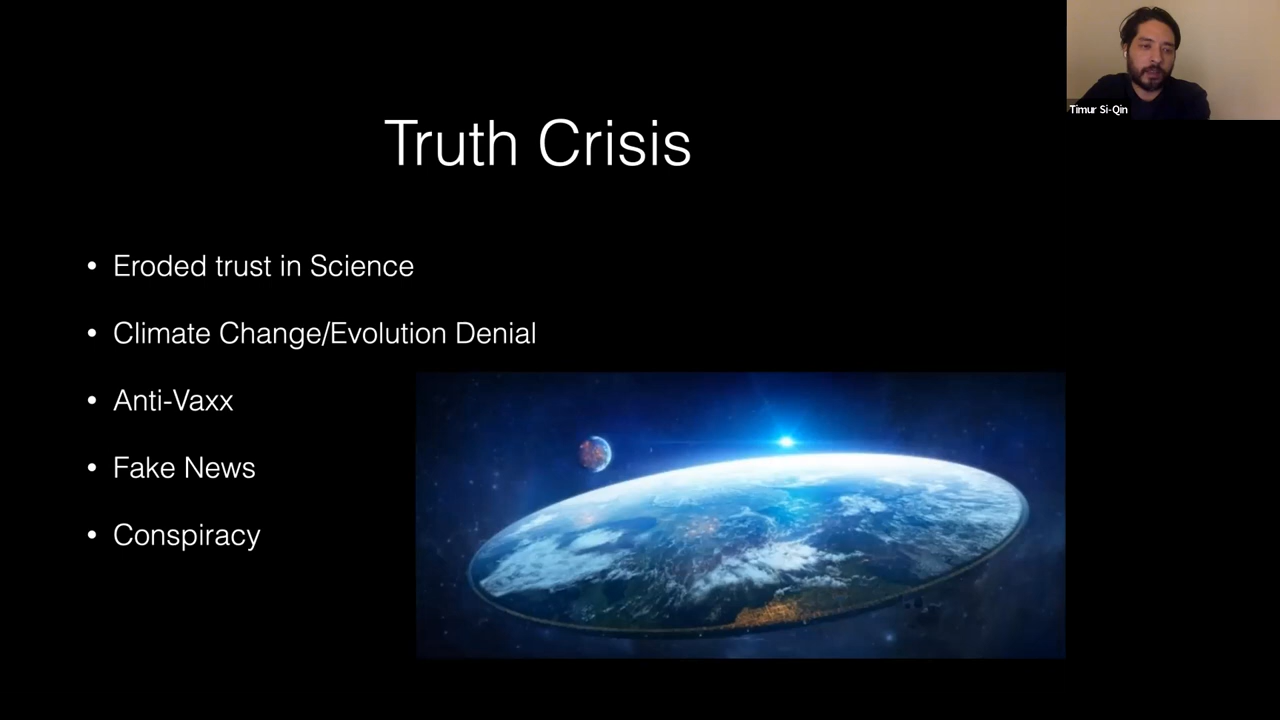 Timur Si-Qin
Truth Crisis
• Eroded trust in Science
• Climate Change/Evolution Denial
• Anti-Vaxx
• Fake News
• Conspiracy